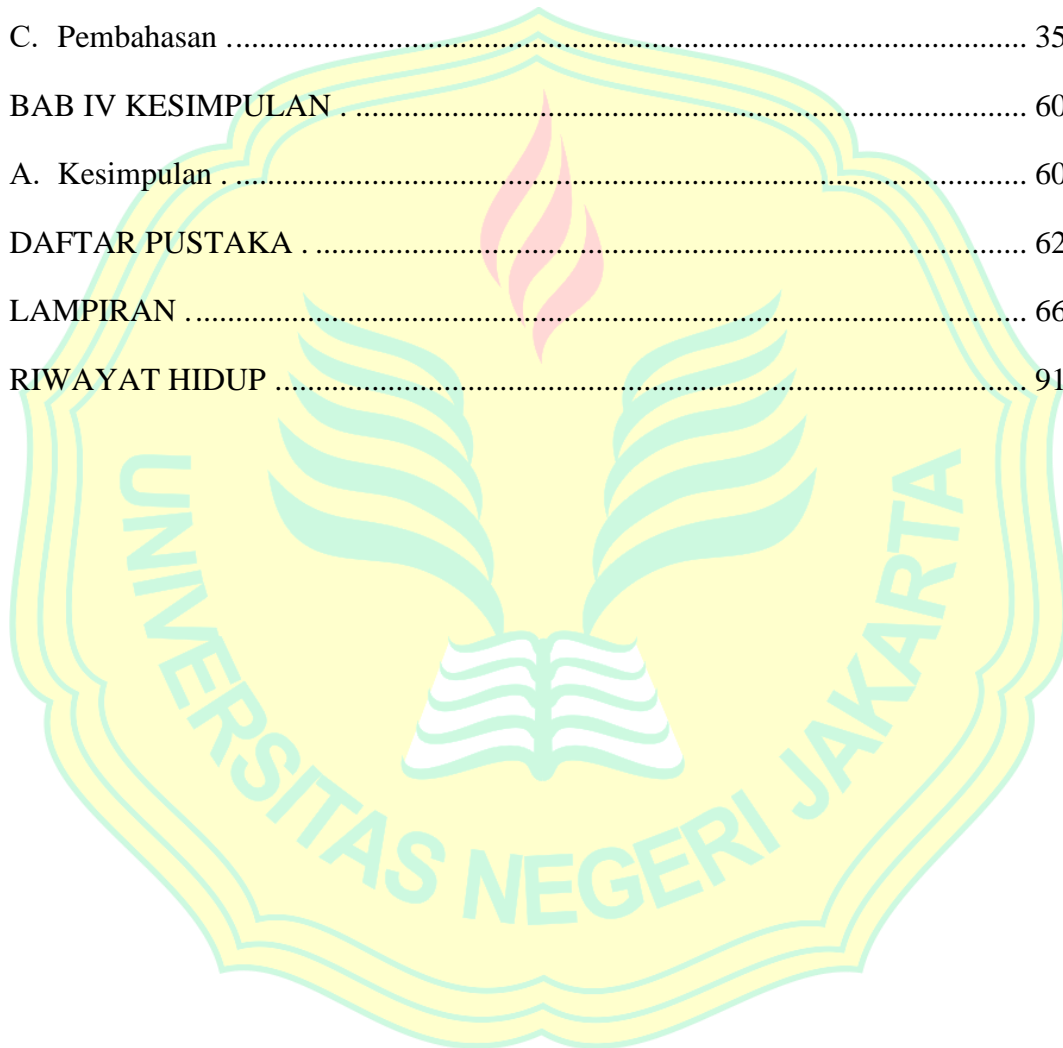 C. Pembahasan ........................................................................................................ 35
BAB IV KESIMPULAN . ....................................................................................... 60
A. Kesimpulan . ....................................................................................................... 60
DAFTAR PUSTAKA . ............................................................................................ 62
LAMPIRAN . ............................................................................................................ 66
RIWAYAT HIDUP .................................................................................................. 91
UNIVERSITAS NEGERI JAKARTA